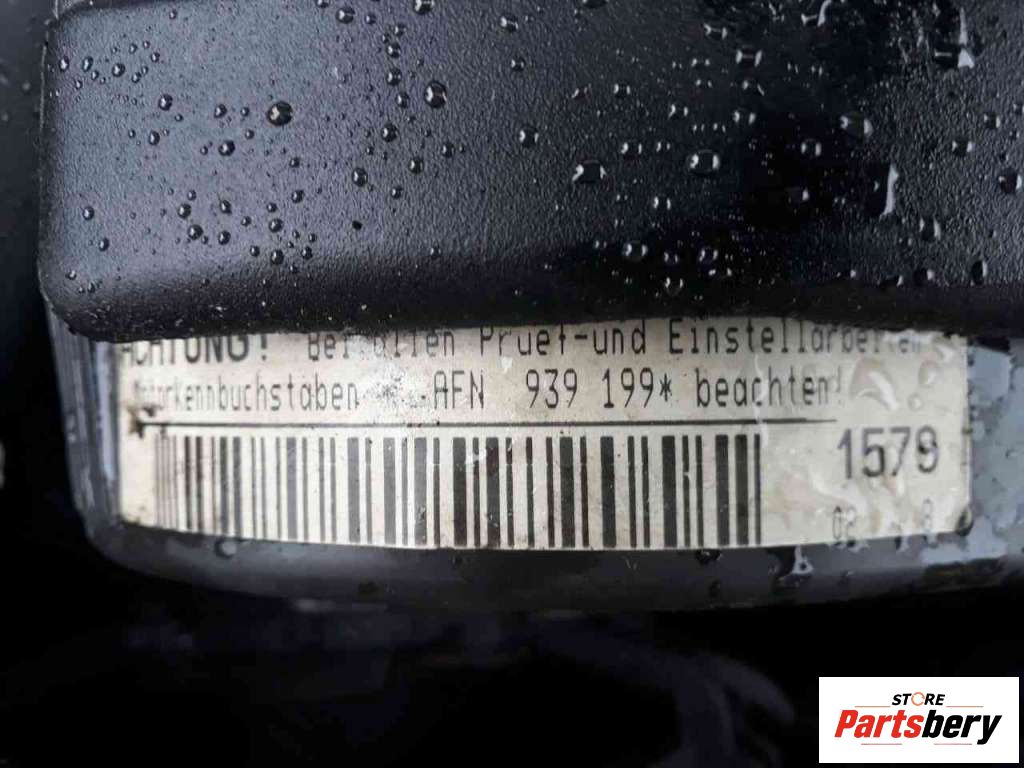 ACHTUNG! Bei allen Pruef-und Einstellarbeiten
Motorkennbuchstaben * AFN 939 199* beachten!
1579
STORE
Partsbery